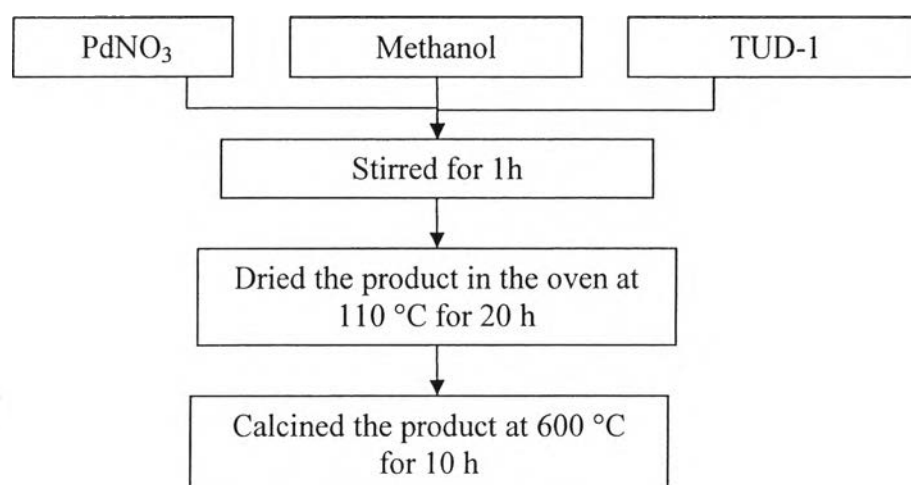 PdNO₃
Methanol
TUD-1
Stirred for 1h
Dried the product in the oven at
110 °C for 20 h
Calcined the product at 600 °C
for 10 h